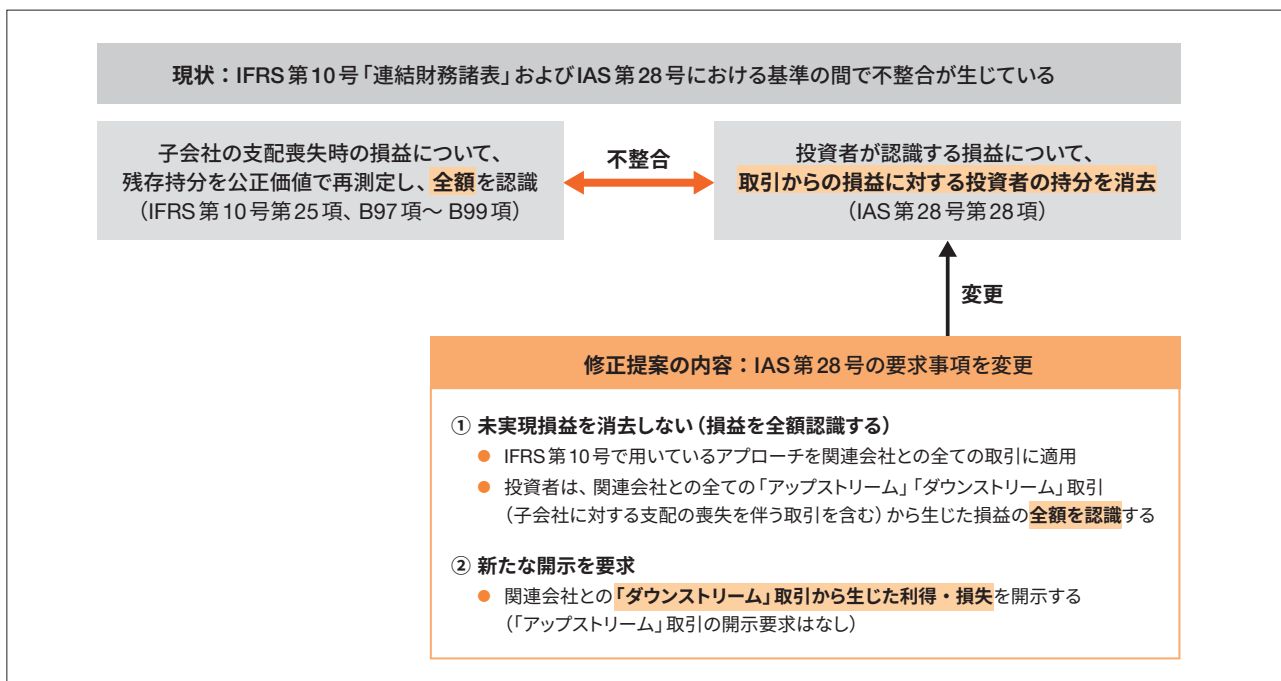 現状：IFRS第10号「連結財務諸表」およびIAS第28号における基準の間で不整合が生じている
子会社の支配喪失時の損益について、
残存持分を公正価値で再測定し、全額を認識
（IFRS第10号第25項、B97項～B99項）
不整合
投資者が認識する損益について、
取引からの損益に対する投資者の持分を消去
（IAS第28号第28項）
変更
修正提案の内容：IAS第28号の要求事項を変更
① 未実現損益を消去しない（損益を全額認識する）
● IFRS第10号で用いているアプローチを関連会社との全ての取引に適用
● 投資者は、関連会社との全ての「アップストリーム」「ダウンストリーム」取引
（子会社に対する支配の喪失を伴う取引を含む）から生じた損益の全額を認識する
② 新たな開示を要求
● 関連会社との「ダウンストリーム」取引から生じた利得・損失を開示する
（「アップストリーム」取引の開示要求はなし）